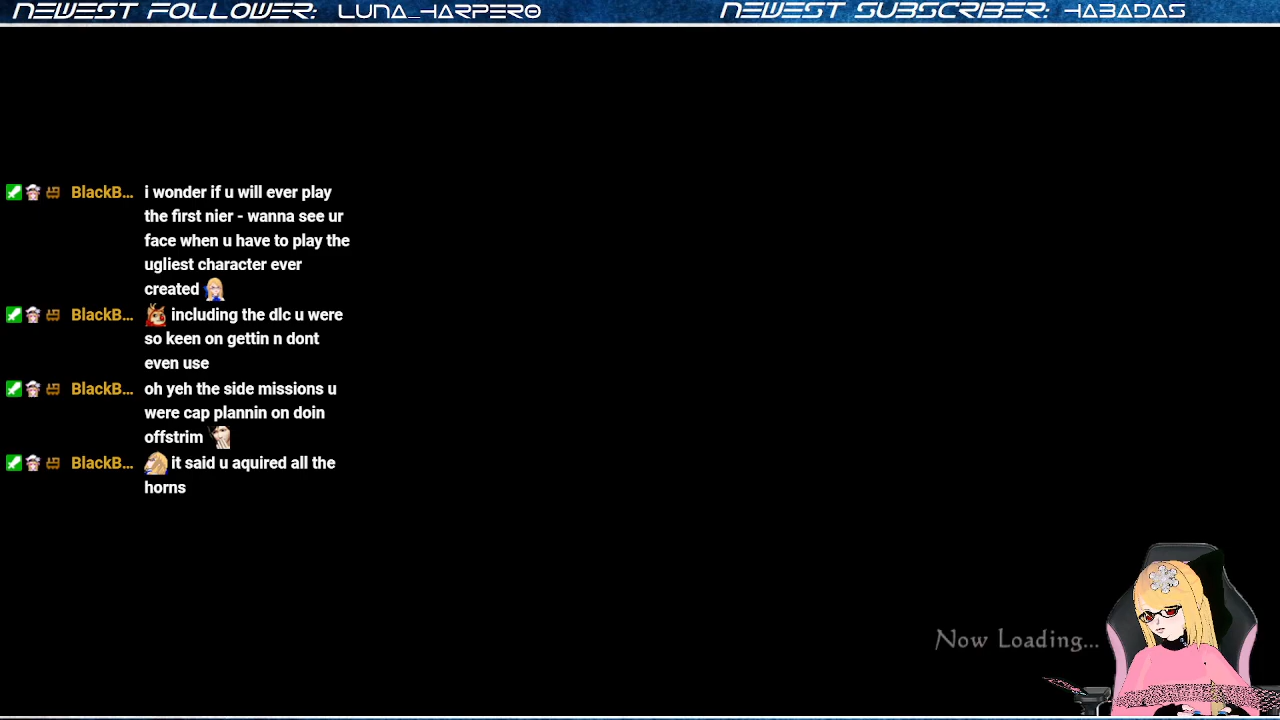 NEWEST FOLLOWER: LUNA_HARPER0 NEWEST SUBSCRIBER: HABADAS
BlackB... i wonder if u will ever play
the first nier - wanna see ur
face when u have to play the
ugliest character ever
created
BlackB... including the dlc u were
so keen on gettin n dont
even use
BlackB... oh yeh the side missions u
were cap plannin on doin
offstrim
BlackB... it said u aquired all the
horns
Now Loading...